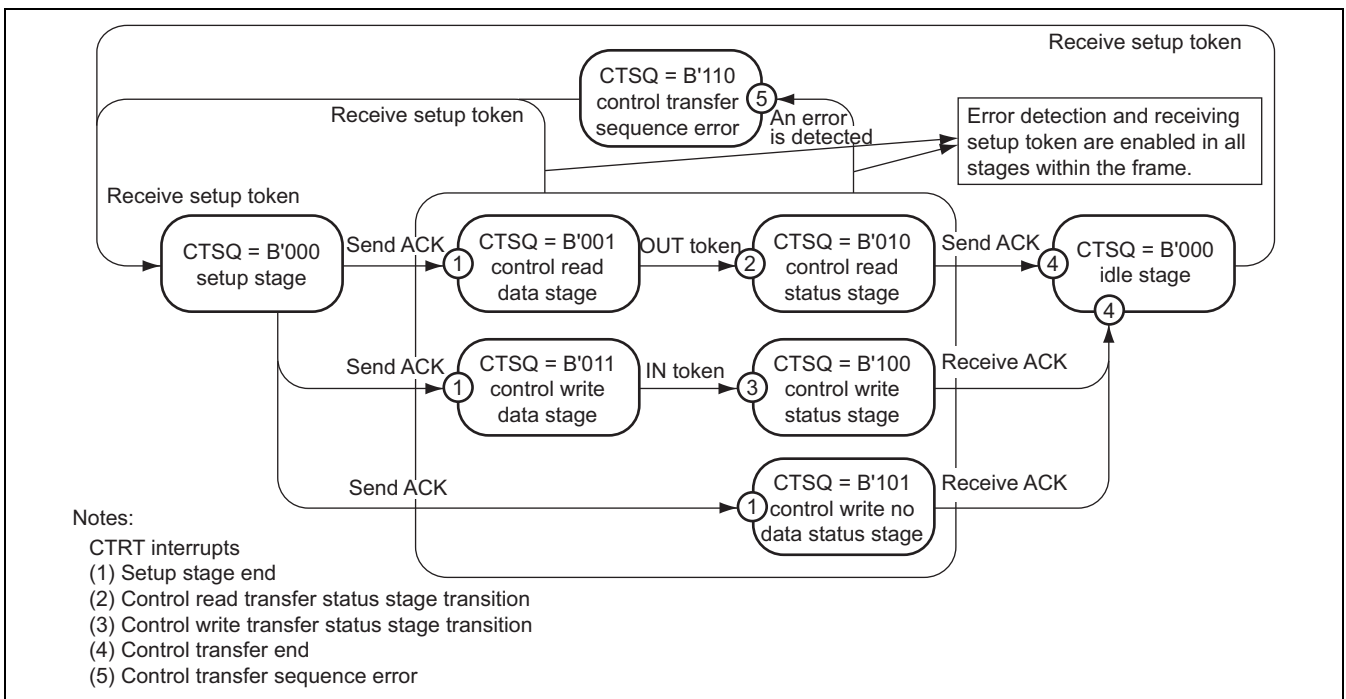 Receive setup token
CTSQ = B'110
control transfer
sequence error
5
An error
is detected
Receive setup token
Error detection and receiving
setup token are enabled in all
stages within the frame.
Receive setup token
CTSQ = B'000
setup stage
Send ACK
1
CTSQ = B'001
control read
data stage
OUT token
2
CTSQ = B'010
control read
status stage
Send ACK
4
CTSQ = B'000
idle stage
4
Send ACK
1
CTSQ = B'011
control write
data stage
IN token
3
CTSQ = B'100
control write
status stage
Receive ACK
Send ACK
1
CTSQ = B'101
control write no
data status stage
Receive ACK
Notes:
CTRT interrupts
(1) Setup stage end
(2) Control read transfer status stage transition
(3) Control write transfer status stage transition
(4) Control transfer end
(5) Control transfer sequence error